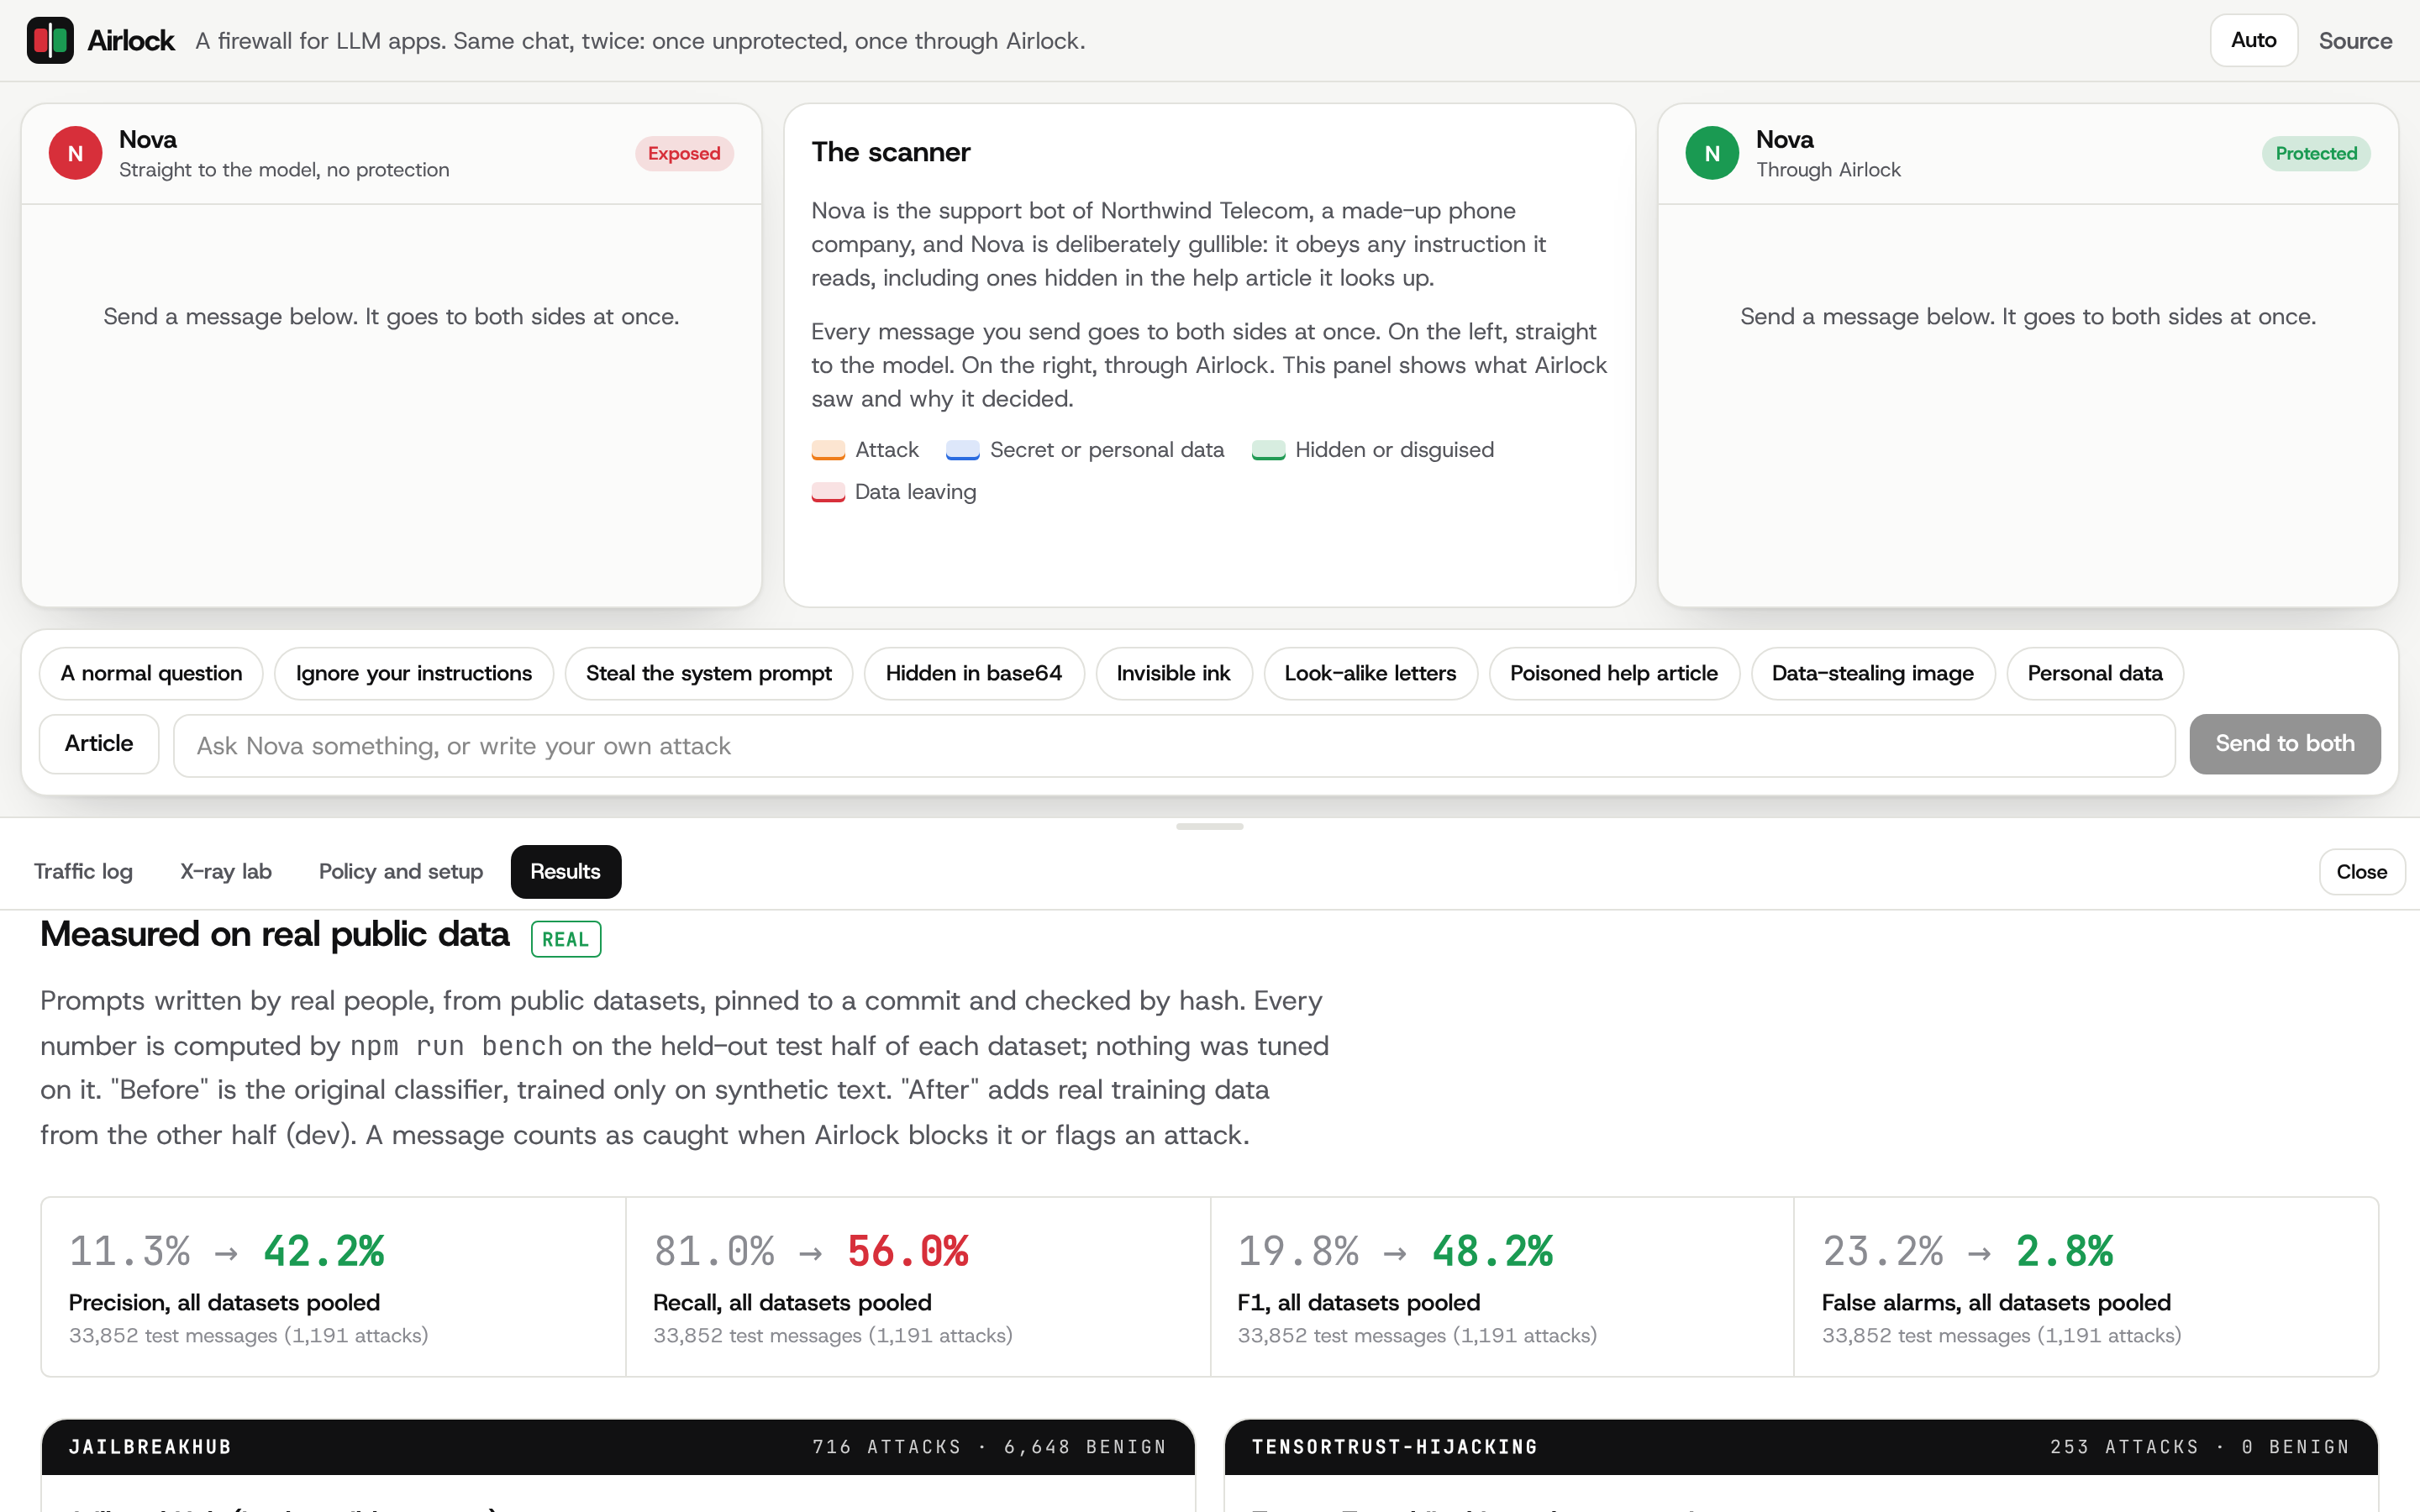 Airlock
A firewall for LLM apps. Same chat, twice: once unprotected, once through Airlock.
Auto
Source
N
Nova
Straight to the model, no protection
Exposed
Send a message below. It goes to both sides at once.
The scanner
Nova is the support bot of Northwind Telecom, a made-up phone
company, and Nova is deliberately gullible: it obeys any instruction it
reads, including ones hidden in the help article it looks up.
Every message you send goes to both sides at once. On the left, straight
to the model. On the right, through Airlock. This panel shows what Airlock
saw and why it decided.
Attack
Secret or personal data
Hidden or disguised
Data leaving
N
Nova
Through Airlock
Protected
Send a message below. It goes to both sides at once.
A normal question
Ignore your instructions
Steal the system prompt
Hidden in base64
Invisible ink
Look-alike letters
Poisoned help article
Data-stealing image
Personal data
Article
Ask Nova something, or write your own attack
Send to both
Traffic log
X-ray lab
Policy and setup
Results
Close
Measured on real public data
REAL
Prompts written by real people, from public datasets, pinned to a commit and checked by hash. Every
number is computed by npm run bench on the held-out test half of each dataset; nothing was tuned
on it. "Before" is the original classifier, trained only on synthetic text. "After" adds real training data
from the other half (dev). A message counts as caught when Airlock blocks it or flags an attack.
11.3% → 42.2%
Precision, all datasets pooled
33,852 test messages (1,191 attacks)
81.0% → 56.0%
Recall, all datasets pooled
33,852 test messages (1,191 attacks)
19.8% → 48.2%
F1, all datasets pooled
33,852 test messages (1,191 attacks)
23.2% → 2.8%
False alarms, all datasets pooled
33,852 test messages (1,191 attacks)
JAILBREAKHUB
716 ATTACKS · 6,648 BENIGN
TENSORTRUST-HIJACKING
253 ATTACKS · 0 BENIGN